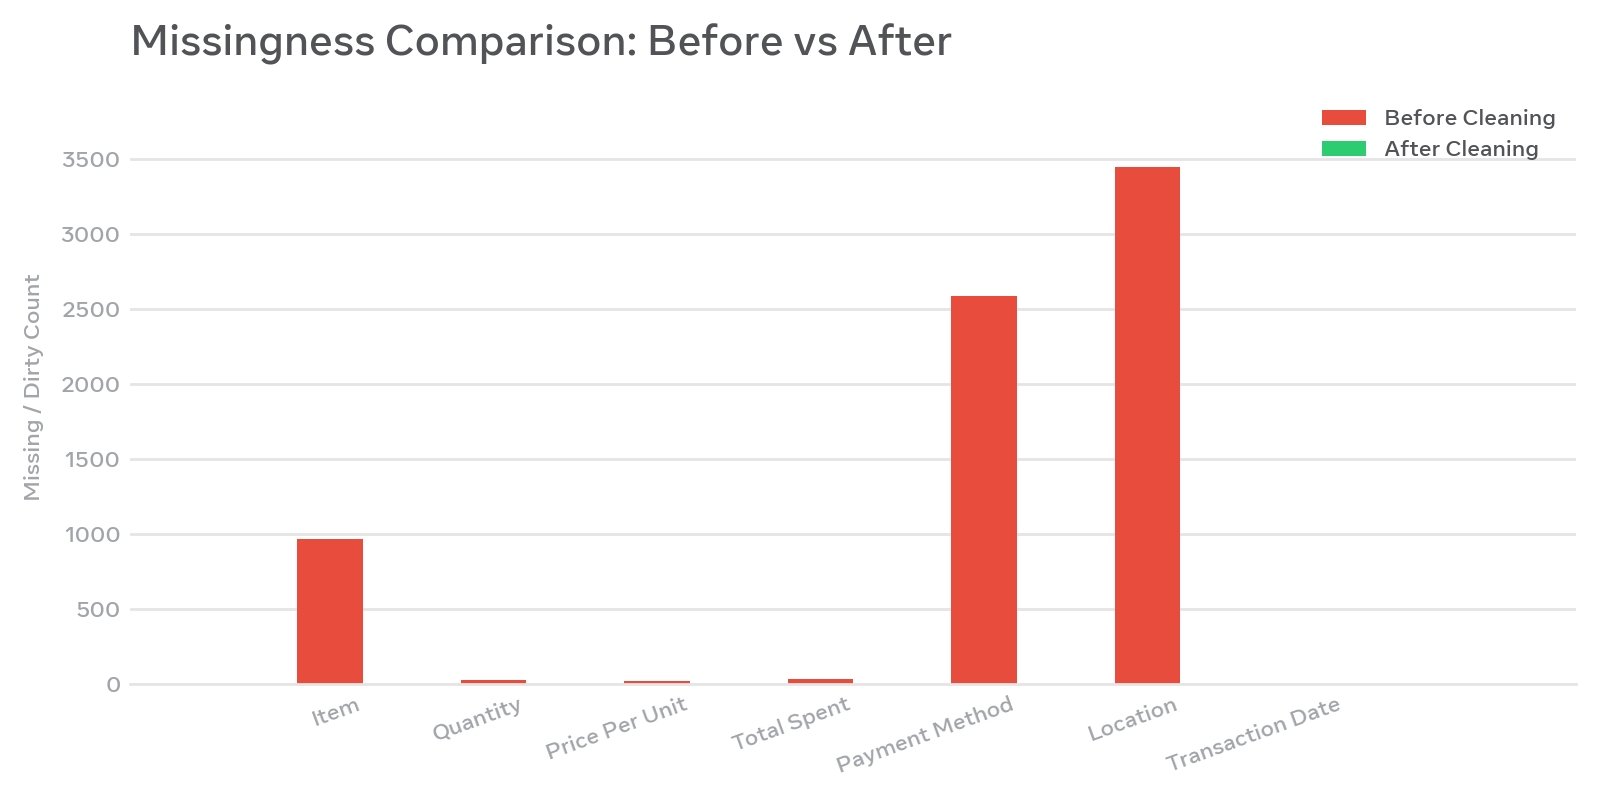 Missingness Comparison: Before vs After
Before Cleaning
After Cleaning
Missing / Dirty Count
3500
3000
2500
2000
1500
1000
500
0
Item
Quantity
Price Per Unit
Total Spent
Payment Method
Location
Transaction Date